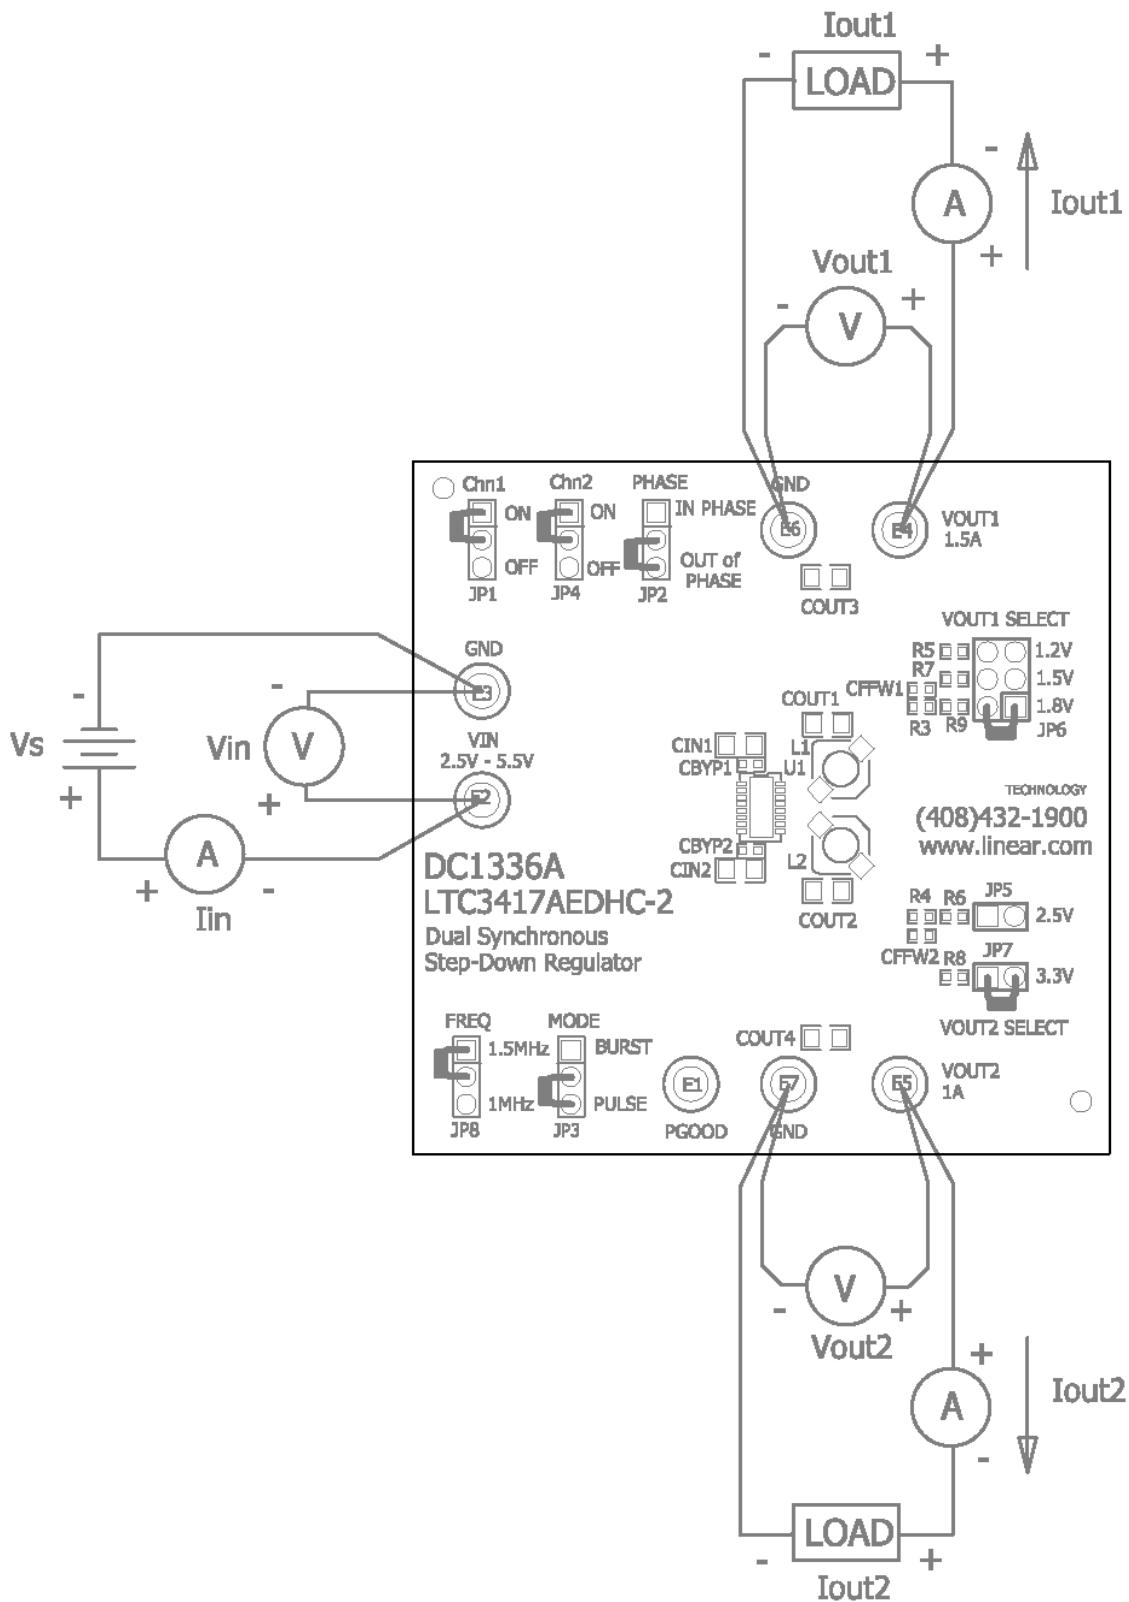 Iout1
-
+
LOAD
-
A
Iout1
+
Vout1
-
+
V
Chn1
Chn2
PHASE
GND
ON
ON
IN PHASE
E6
E4
VOUT1
1.5A
OFF
OFF
OUT of
PHASE
JP1
JP4
JP2
COUT3
VOUT1 SELECT
GND
R5
1.2V
R7
1.5V
E3
CFFW1
1.8V
R3
R9
JP6
-
-
COUT1
Vs
Vin
V
VIN
2.5V - 5.5V
CIN1
L1
CBYP1
U1
+
+
E2
TECHNOLOGY
(408)432-1900
www.linear.com
A
CBYP2
L2
CIN2
+
-
Iin
DC1336A
LTC3417AEDHC-2
Dual Synchronous
Step-Down Regulator
COUT2
JP5
R4
R6
2.5V
JP7
CFFW2
R8
3.3V
VOUT2 SELECT
FREQ
MODE
1.5MHz
BURST
COUT4
1MHz
PULSE
E1
E7
E5
VOUT2
1A
JP8
JP3
PGOOD
GND
V
-
+
Vout2
+
A
Iout2
-
LOAD
-
+
Iout2